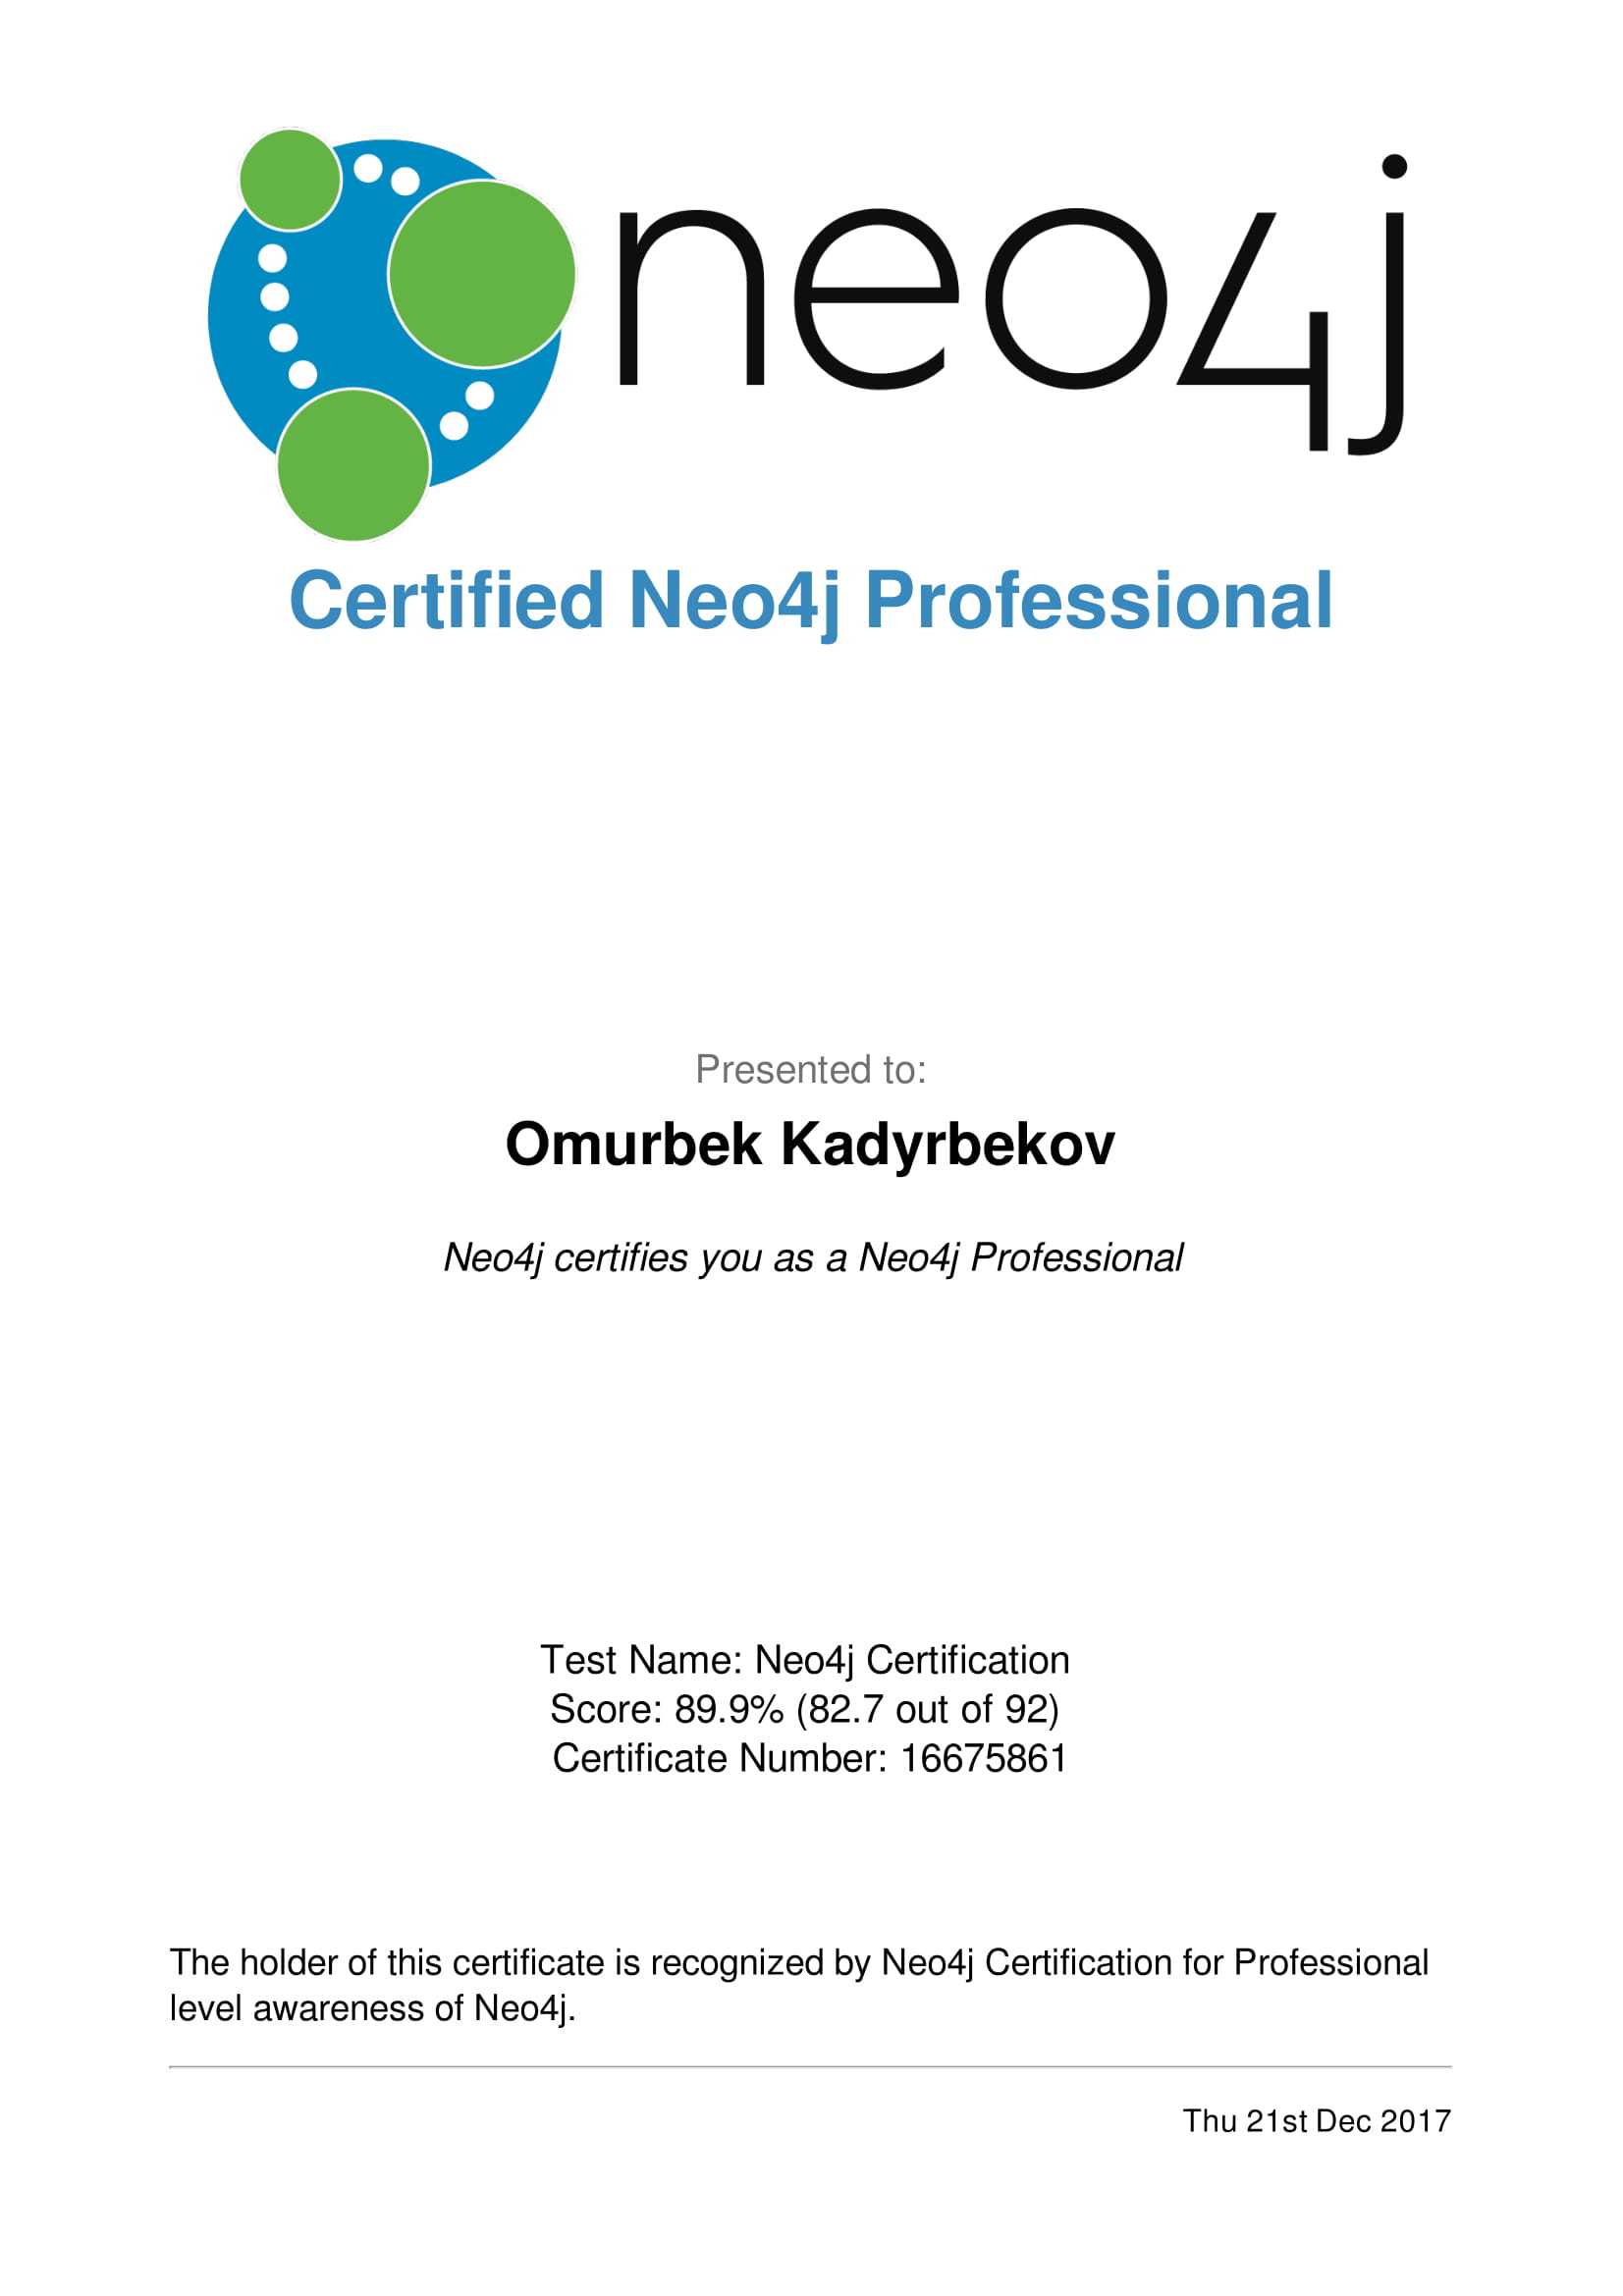 neo4j
Certified Neo4j Professional
Presented to:
Omurbek Kadyrbekov
Neo4j certifies you as a Neo4j Professional
Test Name: Neo4j Certification
Score: 89.9% (82.7 out of 92)
Certificate Number: 16675861
The holder of this certificate is recognized by Neo4j Certification for Professional
level awareness of Neo4j.
Thu 21st Dec 2017